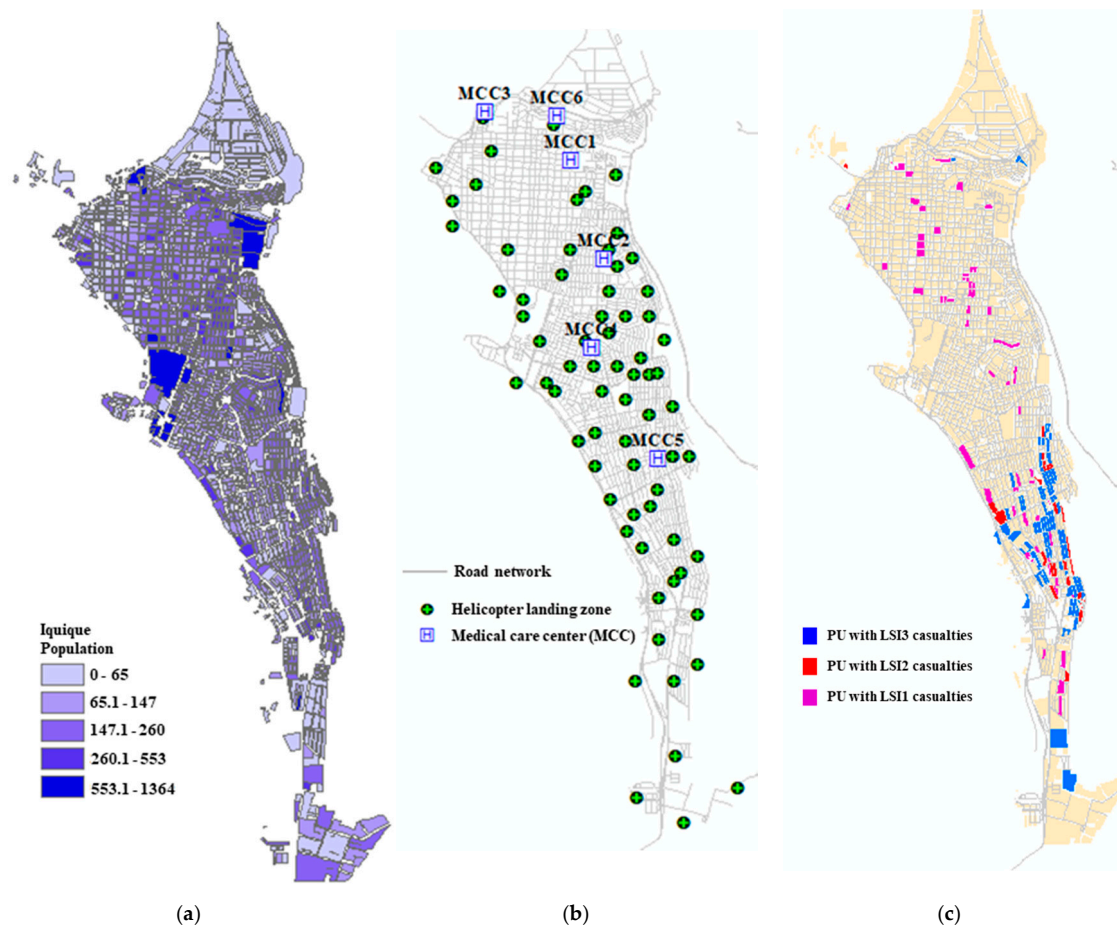 Iquique
Population
0 - 65
65.1 - 147
147.1 - 260
260.1 - 553
553.1 - 1364
(a)
MCC3
MCC6
MCC1
MCC2
MCC4
MCC5
Road network
Helicopter landing zone
H Medical care center (MCC)
(b)
PU with LSI3 casualties
PU with LSI2 casualties
PU with LSI1 casualties
(c)